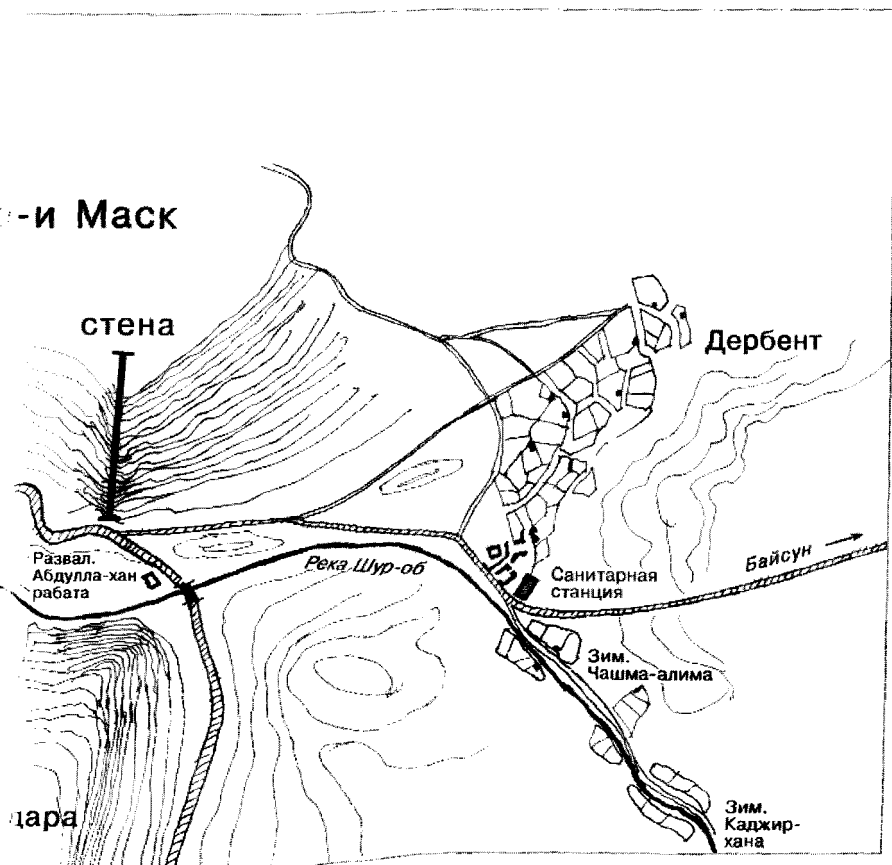 -и Маск
стена
Дербент
Развал.
Абдулла-хан
рабата
Река Шур-об
Санитарная
станция
Байсун
Зим.
Чашма-алима
дара
Зим.
Каджир-
хана